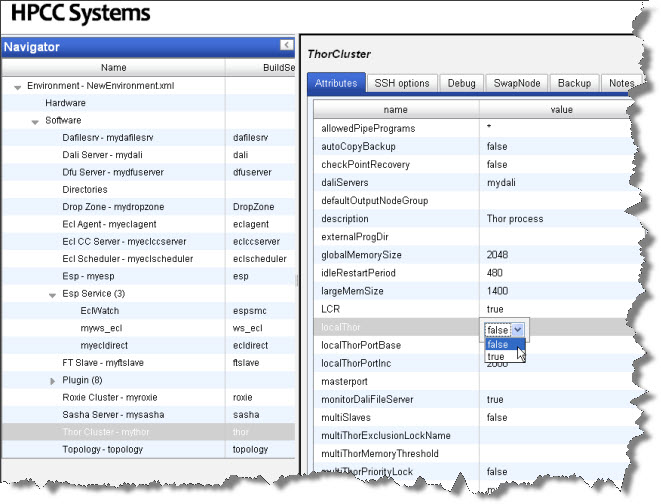 HPCC Systems
Navigator
Name BuildSe
Environment - NewEnvironment.xml
Hardware
Software
Dafilesrv - mydafilesrv dafilesrv
Dali Server - mydali dali
Dfu Server - mydfuserver dfuserver
Directories
Drop Zone - mydropzone DropZone
Ecl Agent - myeclagent eclagent
Ecl CC Server - myeclccserver eclccserver
Ecl Scheduler - myeclscheduler eclscheduler
Esp - myesp esp
Esp Service (3)
EclWatch espsmc
myws_ecl ws_ecl
myecldirect ecldirect
FT Slave - myftslave ftslave
Plugin (8)
Roxie Cluster - myroxie roxie
Sasha Server - mysasha sasha
Thor Cluster - mythor thor
Topology - topology topology
ThorCluster
Attributes SSH options Debug SwapNode Backup Notes
name value
allowedPipePrograms *
autoCopyBackup false
checkPointRecovery false
daliServers mydali
defaultOutputNodeGroup
description Thor process
externalProgDir
globalMemorySize 2048
idleRestartPeriod 480
largeMemSize 1400
LCR true
localThor false
false
localThorPortBase
true
localThorPortInc 2000
masterport
monitorDaliFileServer true
multiSlaves false
multiThorExclusionLockName
multiThorMemoryThreshold
multiThorPriorityLock false